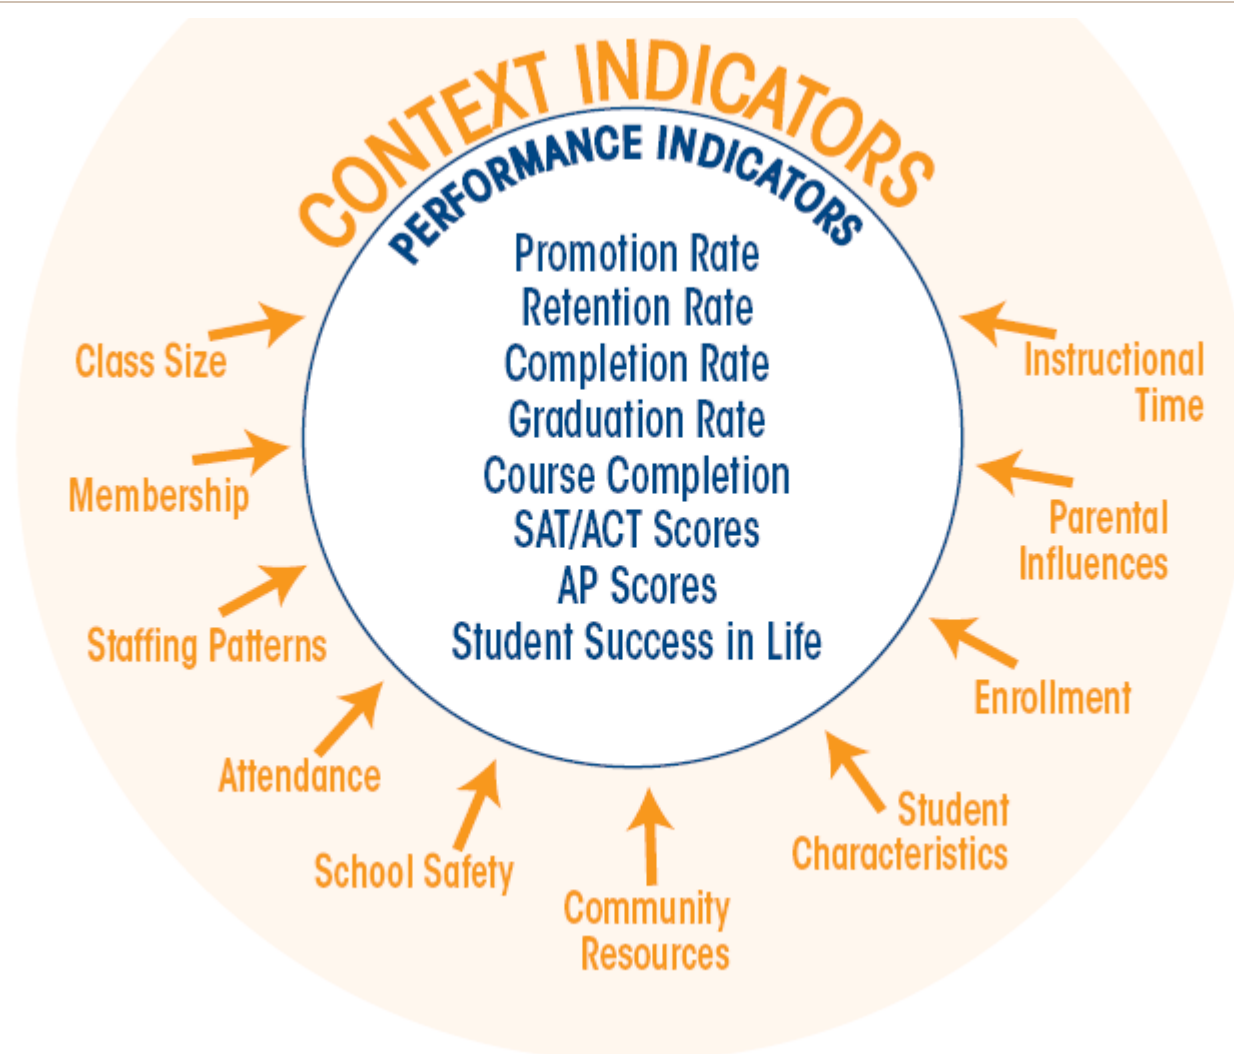 CONTEXT INDICATORS
PERFORMANCE INDICATORS
Promotion Rate
Retention Rate
Completion Rate
Graduation Rate
Course Completion
SAT/ACT Scores
AP Scores
Student Success in Life
Class Size
Membership
Staffing Patterns
Attendance
School Safety
Community
Resources
Student
Characteristics
Enrollment
Parental
Influences
Instructional
Time